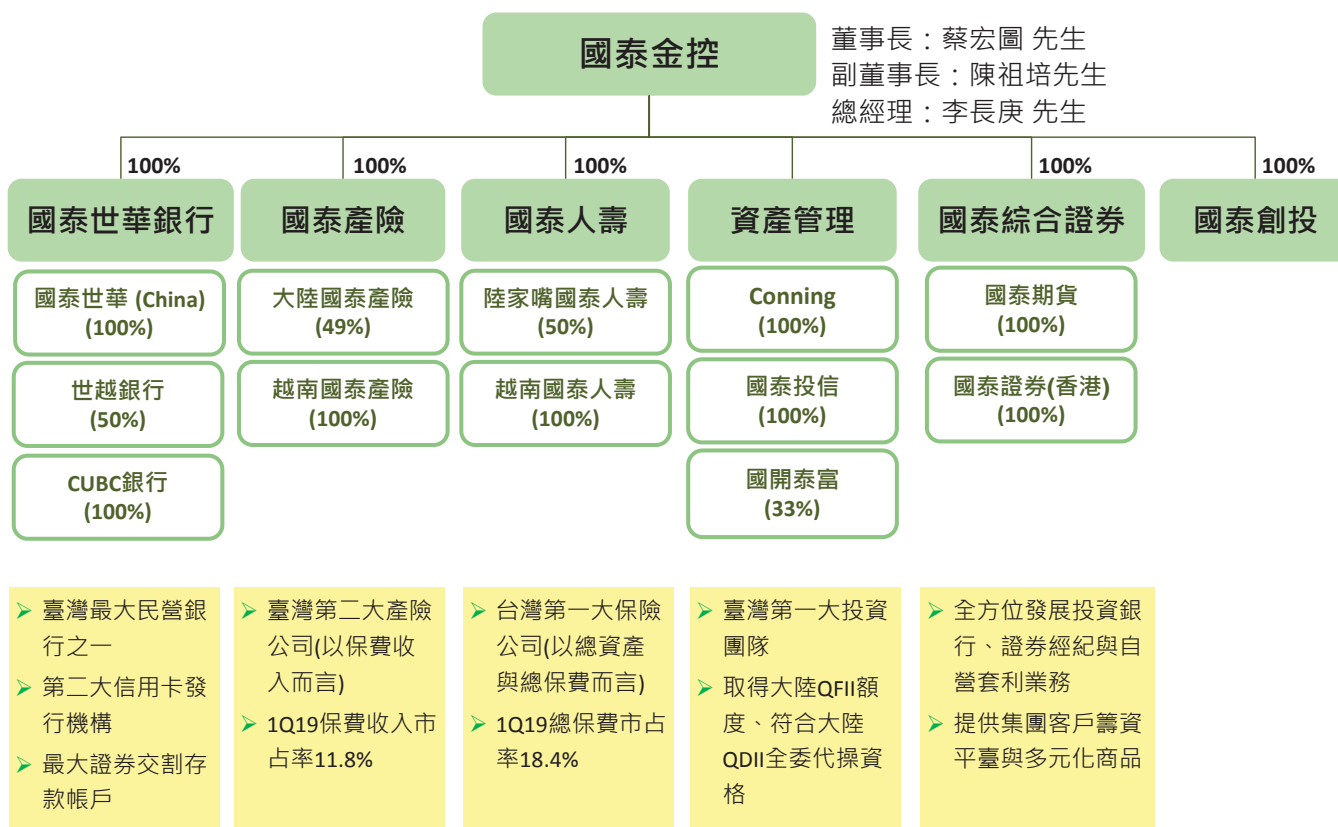 國泰金控
董事長：蔡宏圖 先生
副董事長：陳祖培先生
總經理：李長庚 先生
100%
100%
100%
100%
100%
國泰世華銀行
國泰產險
國泰人壽
資產管理
國泰綜合證券
國泰創投
國泰世華 (China)
(100%)
世越銀行
(50%)
CUBC銀行
(100%)
大陸國泰產險
(49%)
越南國泰產險
(100%)
陸家嘴國泰人壽
(50%)
越南國泰人壽
(100%)
Conning
(100%)
國泰投信
(100%)
國開泰富
(33%)
國泰期貨
(100%)
國泰證券(香港)
(100%)
➢ 臺灣最大民營銀
行之一
➢ 第二大信用卡發
行機構
➢ 最大證券交割存
款帳戶
➢ 臺灣第二大產險
公司(以保費收
入而言)
➢ 1Q19保費收入市
占率11.8%
➢ 台灣第一大保險
公司(以總資產
與總保費而言)
➢ 1Q19總保費市占
率18.4%
➢ 臺灣第一大投資
團隊
➢ 取得大陸QFII額
度、符合大陸
QDII全委代操資
格
➢ 全方位發展投資銀
行、證券經紀與自
營套利業務
➢ 提供集團客戶籌資
平臺與多元化商品